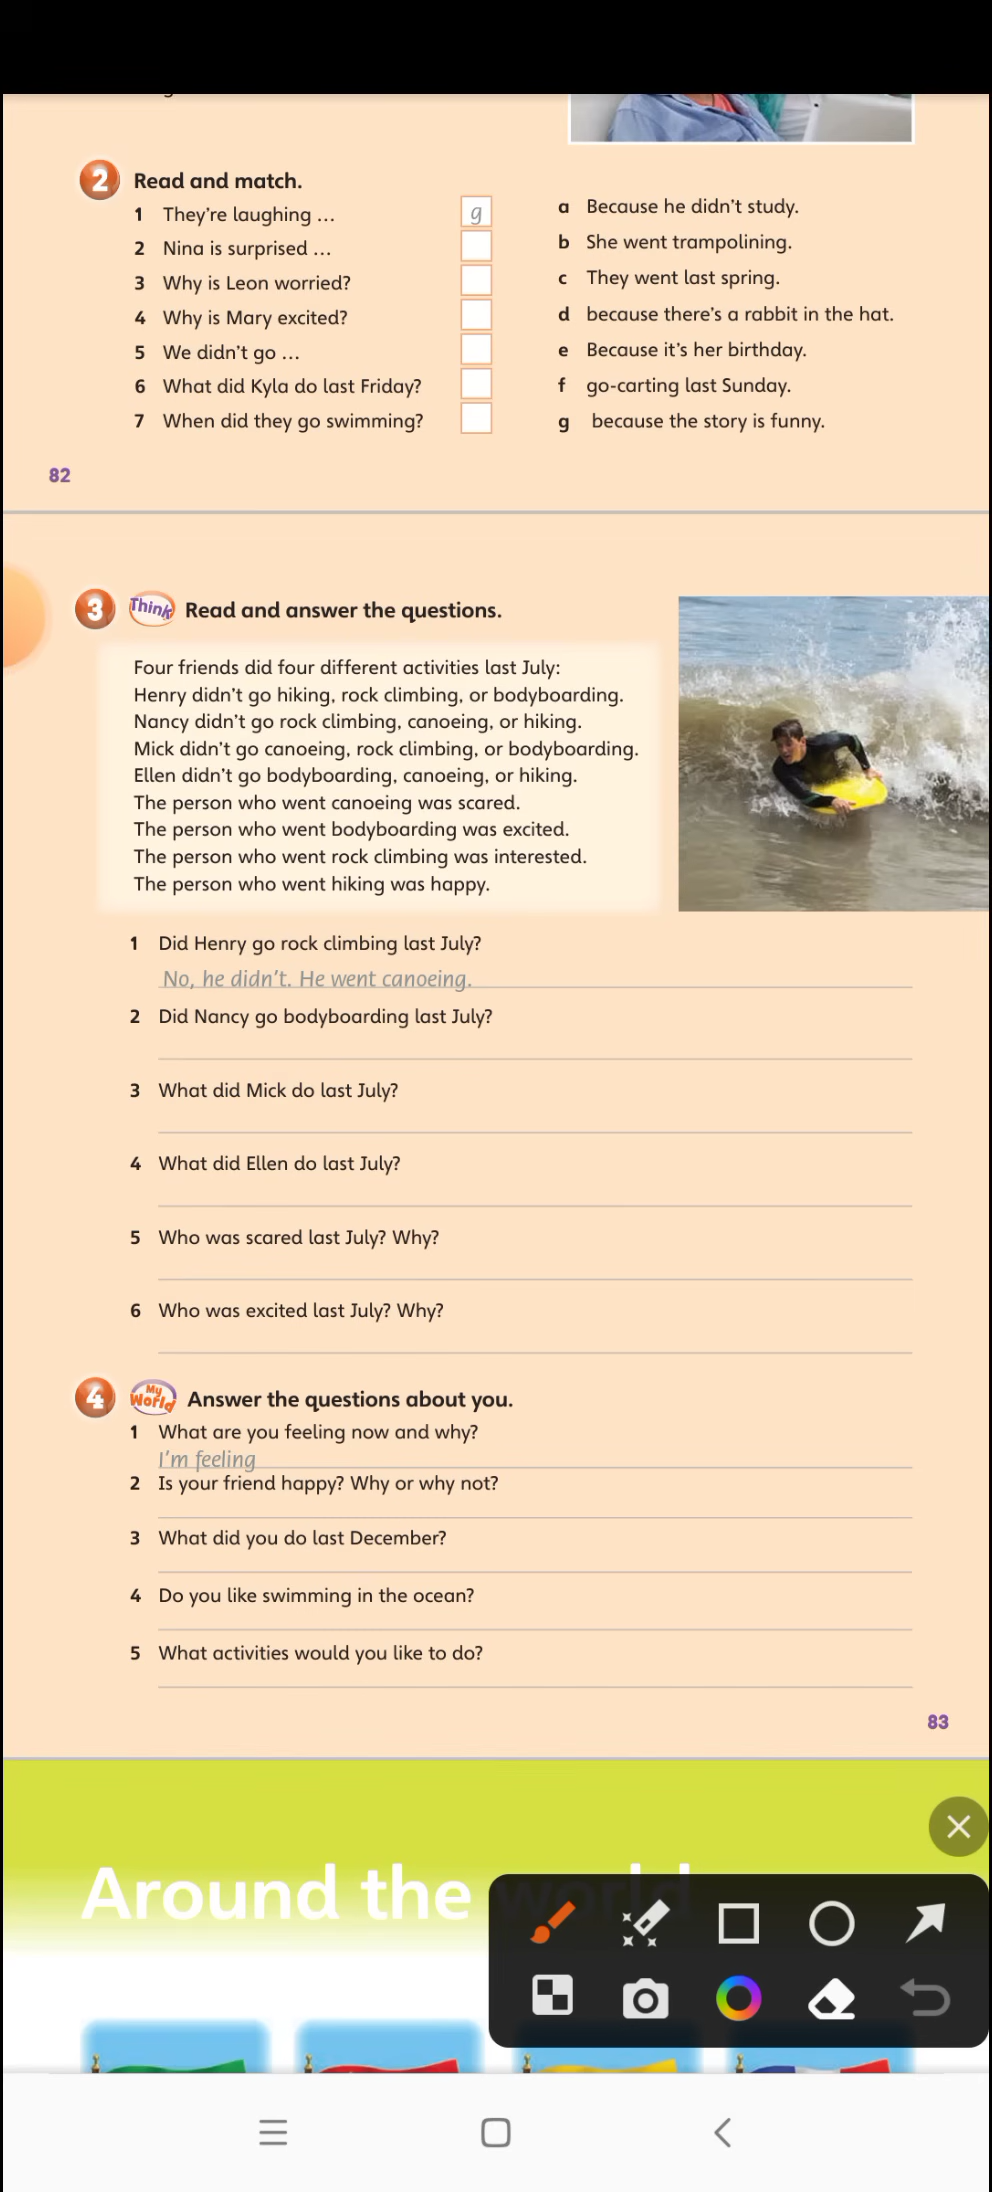 2 Read and match.
1 They're laughing ... g
2 Nina is surprised ...
3 Why is Leon worried?
4 Why is Mary excited?
5 We didn't go ...
6 What did Kyla do last Friday?
7 When did they go swimming?
a Because he didn't study.
b She went trampolining.
c They went last spring.
d because there's a rabbit in the hat.
e Because it's her birthday.
f go-carting last Sunday.
g because the story is funny.
82
3 Think Read and answer the questions.
Four friends did four different activities last July:
Henry didn't go hiking, rock climbing, or bodyboarding.
Nancy didn't go rock climbing, canoeing, or hiking.
Mick didn't go canoeing, rock climbing, or bodyboarding.
Ellen didn't go bodyboarding, canoeing, or hiking.
The person who went canoeing was scared.
The person who went bodyboarding was excited.
The person who went rock climbing was interested.
The person who went hiking was happy.
1 Did Henry go rock climbing last July?
No, he didn't. He went canoeing.
2 Did Nancy go bodyboarding last July?
3 What did Mick do last July?
4 What did Ellen do last July?
5 Who was scared last July? Why?
6 Who was excited last July? Why?
4 My World Answer the questions about you.
1 What are you feeling now and why?
I'm feeling
2 Is your friend happy? Why or why not?
3 What did you do last December?
4 Do you like swimming in the ocean?
5 What activities would you like to do?
83
Around the world